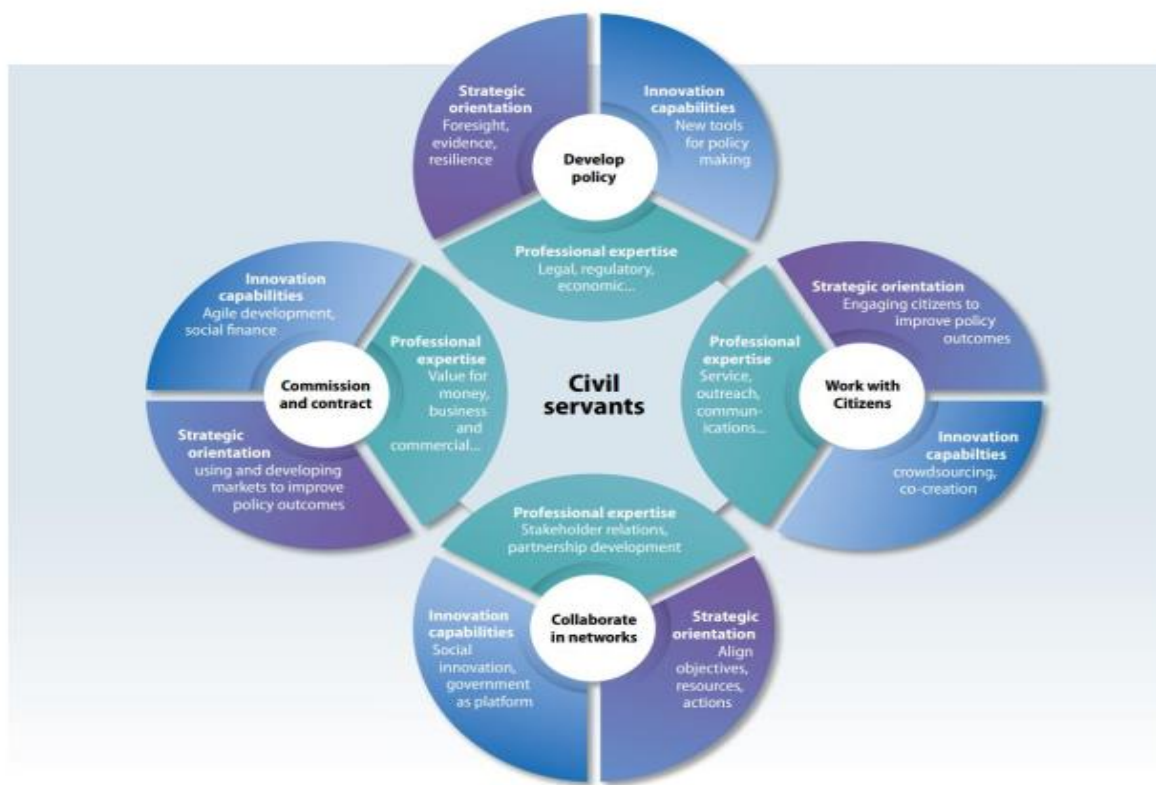 Strategic
orientation
Foresight,
evidence,
resilience
Innovation
capabilities
New tools
for policy
making
Develop
policy
Professional expertise
Legal, regulatory,
economic...
Innovation
capabilities
Agile development,
social finance
Professional
expertise
Value for
money,
business
and
commercial...
Commission
and contract
Strategic
orientation
using and developing
markets to improve
policy outcomes
Civil
servants
Strategic orientation
Engaging citizens to
improve policy
outcomes
Professional
expertise
Service,
outreach,
commun-
ications...
Work with
Citizens
Innovation
capabilties
crowdsourcing,
co-creation
Professional expertise
Stakeholder relations,
partnership development
Innovation
capabilities
Social
innovation,
government
as platform
Collaborate
in networks
Strategic
orientation
Align
objectives,
resources,
actions